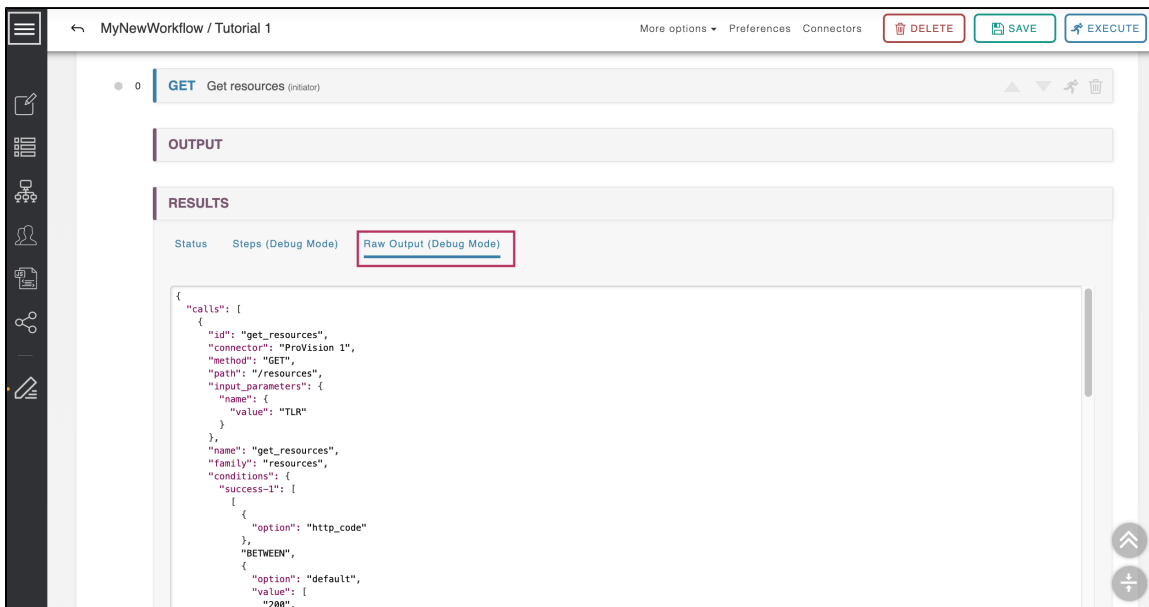 MyNewWorkflow / Tutorial 1 More options Preferences Connectors DELETE SAVE EXECUTE
0 GET Get resources (initiator)
OUTPUT
RESULTS
Status Steps (Debug Mode) Raw Output (Debug Mode)
{
"calls": [
{
"id": "get_resources",
"connector": "ProVision 1",
"method": "GET",
"path": "/resources",
"input_parameters": {
"name": {
"value": "TLR"
}
},
"name": "get_resources",
"family": "resources",
"conditions": {
"success-1": [
[
{
"option": "http_code"
},
"BETWEEN",
{
"option": "default",
"value": [
"200",
JS